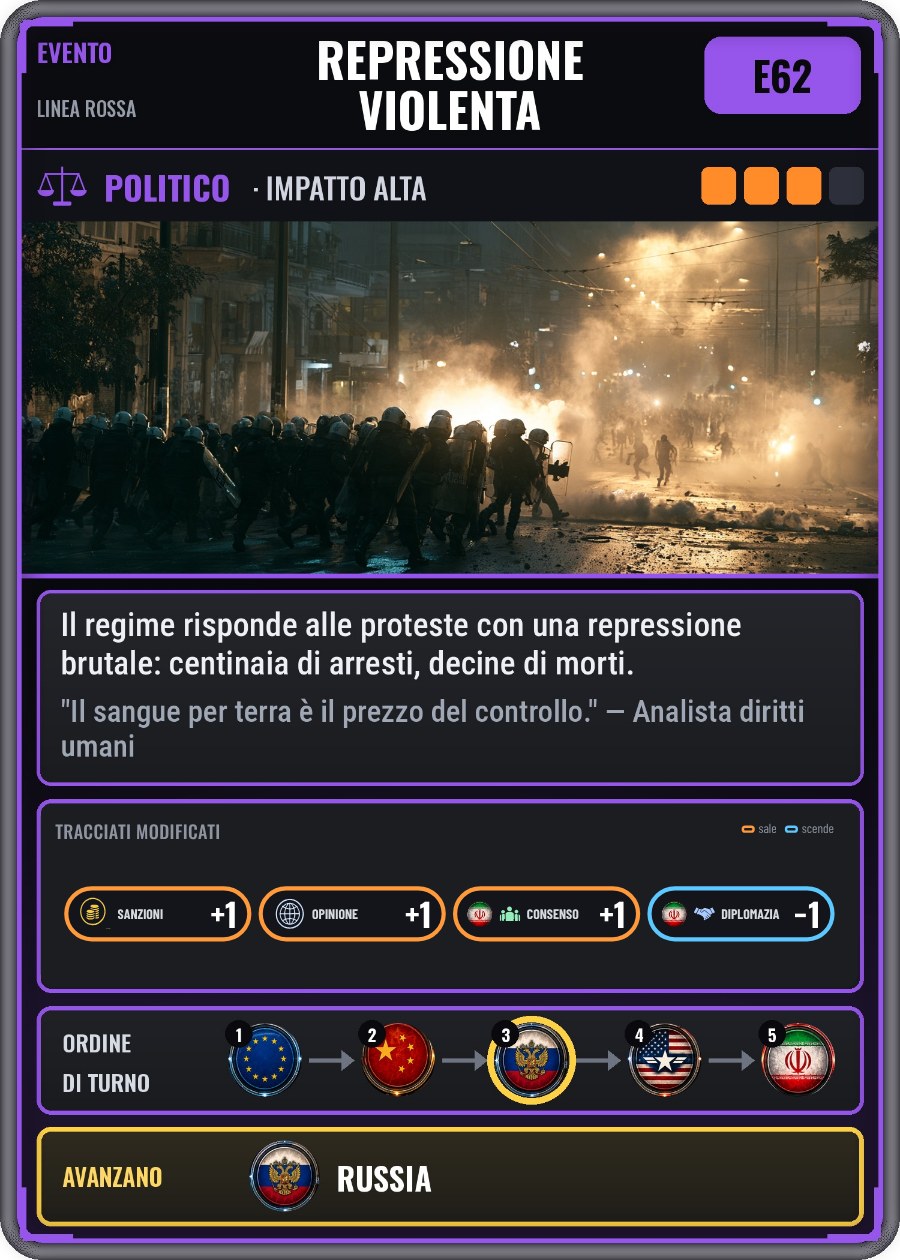 EVENTO
LINEA ROSSA
REPRESSIONE
VIOLENTA
E62
POLITICO · IMPATTO ALTA
Il regime risponde alle proteste con una repressione
brutale: centinaia di arresti, decine di morti.
"Il sangue per terra è il prezzo del controllo." — Analista diritti
umani
TRACCIATI MODIFICATI
sale scende
SANZIONI +1
OPINIONE +1
CONSENSO +1
DIPLOMAZIA -1
ORDINE
DI TURNO
1
2
3
4
5
AVANZANO
RUSSIA